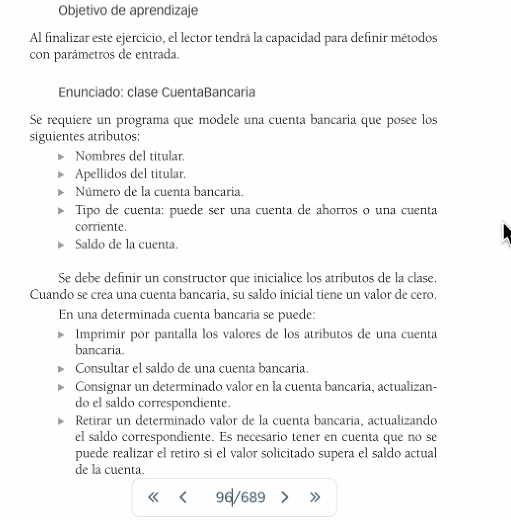 Objetivo de aprendizaje
Al finalizar este ejercicio, el lector tendrá la capacidad para definir métodos
con parámetros de entrada.
Enunciado: clase CuentaBancaria
Se requiere un programa que modele una cuenta bancaria que posee los
siguientes atributos:
Nombres del titular.
Apellidos del titular.
Número de la cuenta bancaria.
Tipo de cuenta: puede ser una cuenta de ahorros o una cuenta
corriente.
Saldo de la cuenta.
Se debe definir un constructor que inicialice los atributos de la clase.
Cuando se crea una cuenta bancaria, su saldo inicial tiene un valor de cero.
En una determinada cuenta bancaria se puede:
Imprimir por pantalla los valores de los atributos de una cuenta
bancaria.
Consultar el saldo de una cuenta bancaria.
Consignar un determinado valor en la cuenta bancaria, actualizan-
do el saldo correspondiente.
Retirar un determinado valor de la cuenta bancaria, actualizando
el saldo correspondiente. Es necesario tener en cuenta que no se
puede realizar el retiro si el valor solicitado supera el saldo actual
de la cuenta.
96/689